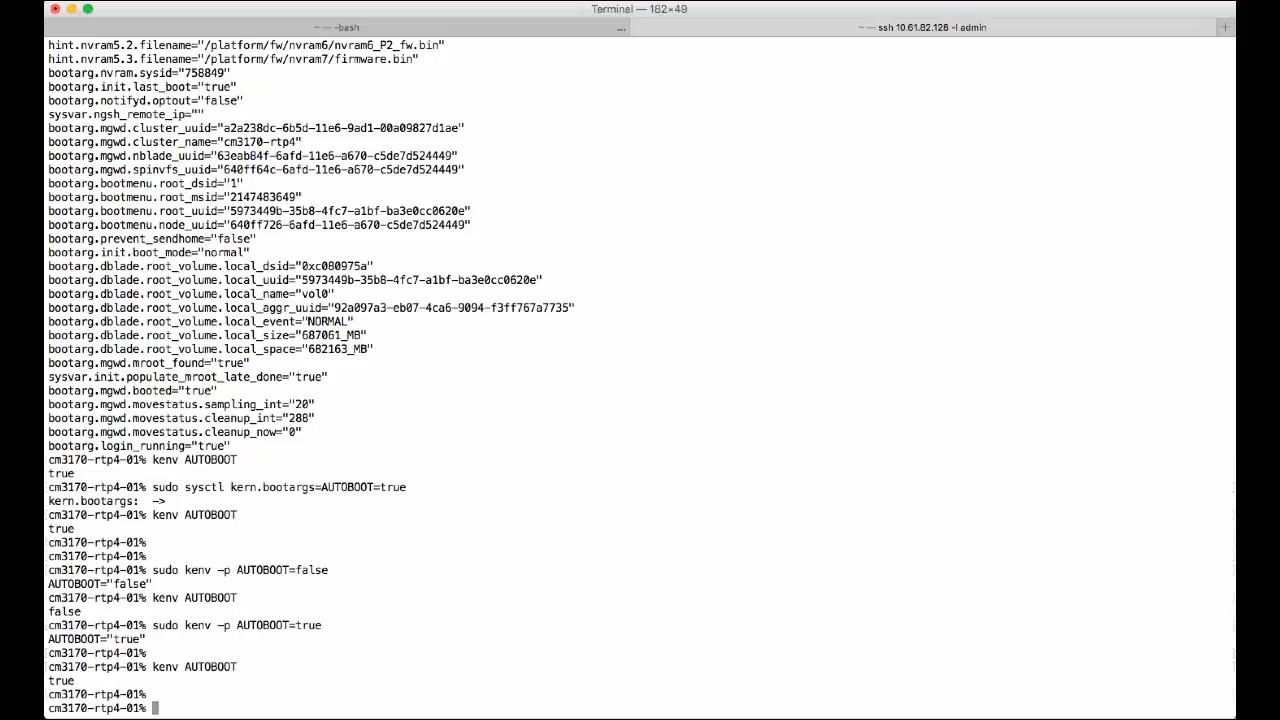 Terminal — 182×49
~ — -bash
...
~ — ssh 10.61.82.128 -l admin
+
hint.nvram5.2.filename="/platform/fw/nvram6/nvram6_P2_fw.bin"
hint.nvram5.3.filename="/platform/fw/nvram7/firmware.bin"
bootarg.nvram.sysid="758849"
bootarg.init.last_boot="true"
bootarg.notifyd.optout="false"
sysvar.ngsh_remote_ip=""
bootarg.mgwd.cluster_uuid="a2a238dc-6b5d-11e6-9ad1-00a09827d1ae"
bootarg.mgwd.cluster_name="cm3170-rtp4"
bootarg.mgwd.nblade_uuid="63eab84f-6afd-11e6-a670-c5de7d524449"
bootarg.mgwd.spinvfs_uuid="640ff64c-6afd-11e6-a670-c5de7d524449"
bootarg.bootmenu.root_dsid="1"
bootarg.bootmenu.root_msid="2147483649"
bootarg.bootmenu.root_uuid="5973449b-35b8-4fc7-a1bf-ba3e0cc0620e"
bootarg.bootmenu.node_uuid="640ff726-6afd-11e6-a670-c5de7d524449"
bootarg.prevent_sendhome="false"
bootarg.init.boot_mode="normal"
bootarg.dblade.root_volume.local_dsid="0xc080975a"
bootarg.dblade.root_volume.local_uuid="5973449b-35b8-4fc7-a1bf-ba3e0cc0620e"
bootarg.dblade.root_volume.local_name="vol0"
bootarg.dblade.root_volume.local_aggr_uuid="92a097a3-eb07-4ca6-9094-f3ff767a7735"
bootarg.dblade.root_volume.local_event="NORMAL"
bootarg.dblade.root_volume.local_size="687061_MB"
bootarg.dblade.root_volume.local_space="682163_MB"
bootarg.mgwd.mroot_found="true"
sysvar.init.populate_mroot_late_done="true"
bootarg.mgwd.booted="true"
bootarg.mgwd.movestatus.sampling_int="20"
bootarg.mgwd.movestatus.cleanup_int="288"
bootarg.mgwd.movestatus.cleanup_now="0"
bootarg.login_running="true"
cm3170-rtp4-01% kenv AUTOBOOT
true
cm3170-rtp4-01% sudo sysctl kern.bootargs=AUTOBOOT=true
kern.bootargs:  ->
cm3170-rtp4-01% kenv AUTOBOOT
true
cm3170-rtp4-01%
cm3170-rtp4-01%
cm3170-rtp4-01% sudo kenv -p AUTOBOOT=false
AUTOBOOT="false"
cm3170-rtp4-01% kenv AUTOBOOT
false
cm3170-rtp4-01% sudo kenv -p AUTOBOOT=true
AUTOBOOT="true"
cm3170-rtp4-01%
cm3170-rtp4-01% kenv AUTOBOOT
true
cm3170-rtp4-01%
cm3170-rtp4-01%